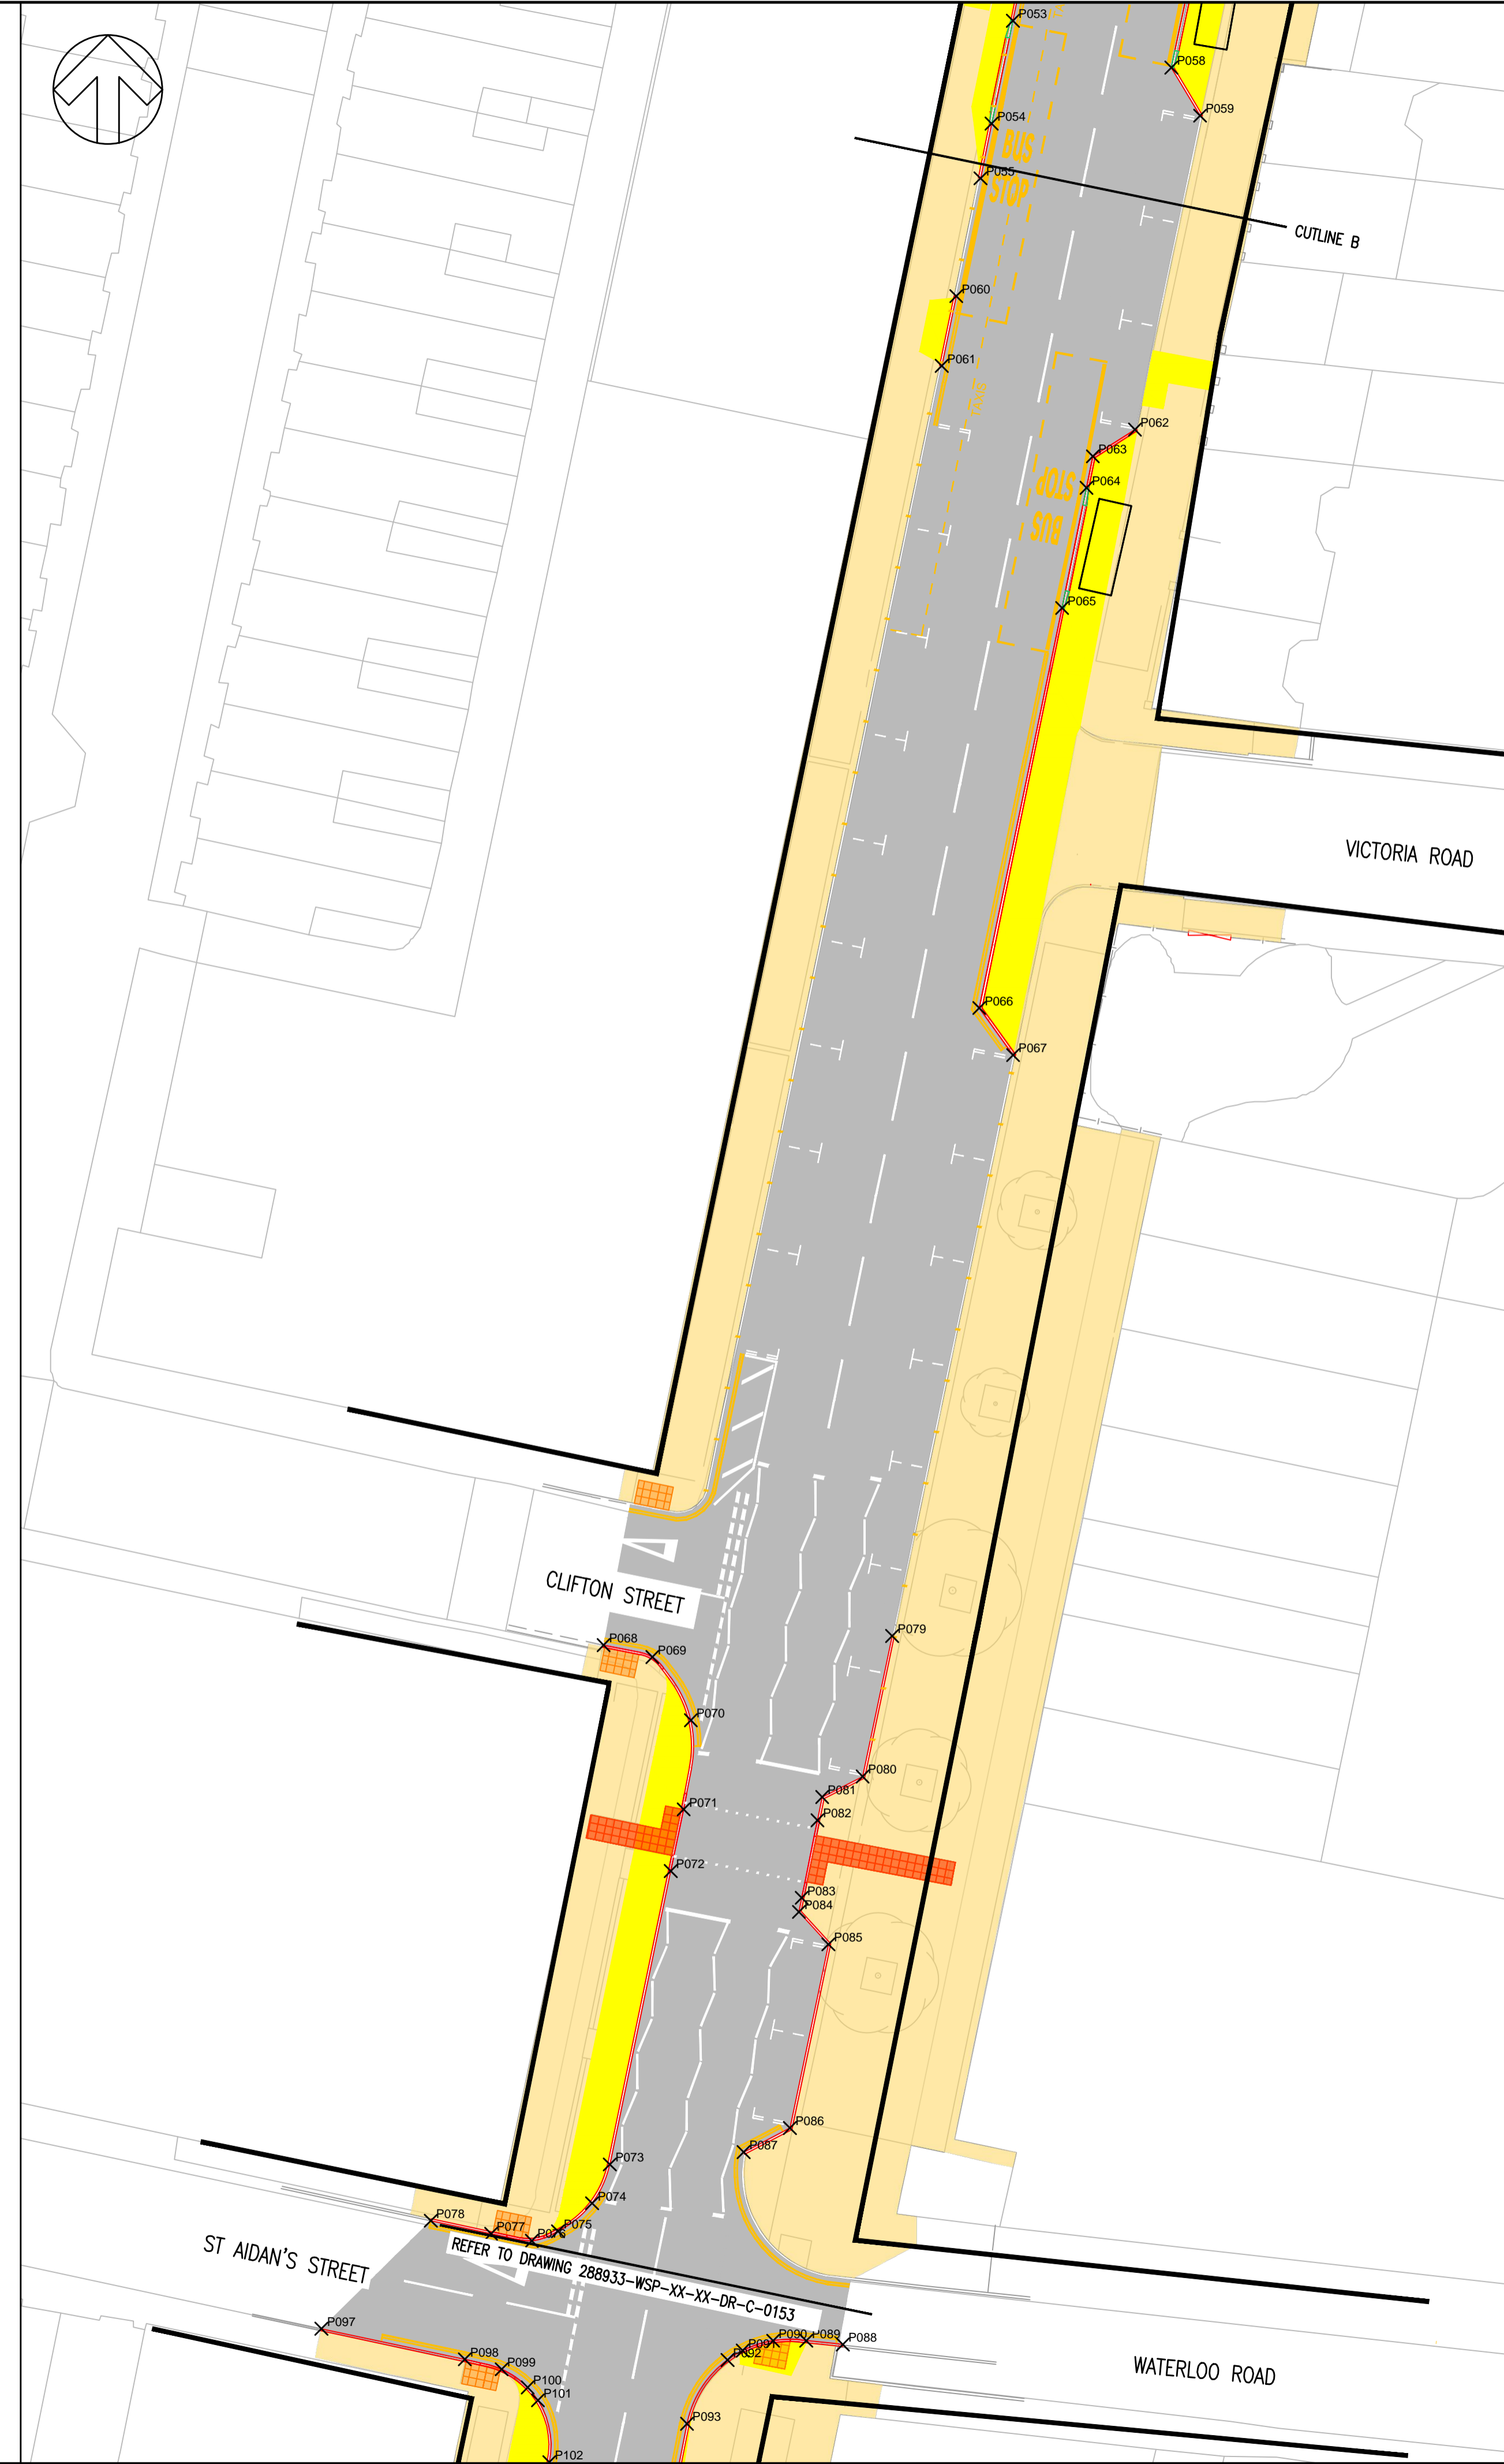 P053
P058
P059
P054
BUS
P055
STOP
CUTLINE B
P060
P061
P062
P063
P064
STOP
BUS
P065
VICTORIA ROAD
P066
P067
CLIFTON STREET
P079
P068
P069
P070
P080
P081
P071
P082
P072
P083
P084
P085
P086
P087
P073
P074
P078
P077
P075
P076
ST AIDAN'S STREET
REFER TO DRAWING 288933-WSP-XX-XX-DR-C-0153
P097
P090
P089
P088
P091
P092
P098
P099
P100
P101
WATERLOO ROAD
P093
P102